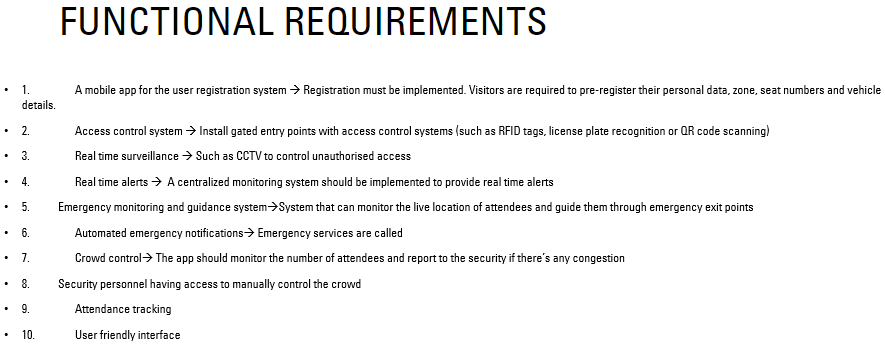 FUNCTIONAL REQUIREMENTS
• 1. A mobile app for the user registration system → Registration must be implemented. Visitors are required to pre-register their personal data, zone, seat numbers and vehicle
details.
• 2. Access control system → Install gated entry points with access control systems (such as RFID tags, license plate recognition or QR code scanning)
• 3. Real time surveillance → Such as CCTV to control unauthorised access
• 4. Real time alerts → A centralized monitoring system should be implemented to provide real time alerts
• 5. Emergency monitoring and guidance system→System that can monitor the live location of attendees and guide them through emergency exit points
• 6. Automated emergency notifications→ Emergency services are called
• 7. Crowd control→ The app should monitor the number of attendees and report to the security if there's any congestion
• 8. Security personnel having access to manually control the crowd
• 9. Attendance tracking
• 10. User friendly interface